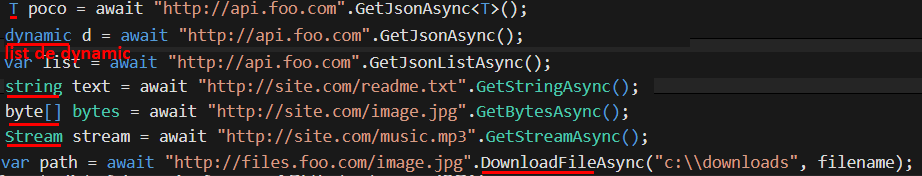 T poco = await "http://api.foo.com".GetJsonAsync<T>();
dynamic d = await "http://api.foo.com".GetJsonAsync();
list de dynamic
var list = await "http://api.foo.com".GetJsonListAsync();
string text = await "http://site.com/readme.txt".GetStringAsync();
byte[] bytes = await "http://site.com/image.jpg".GetBytesAsync();
Stream stream = await "http://site.com/music.mp3".GetStreamAsync();
var path = await "http://files.foo.com/image.jpg".DownloadFileAsync("c:\\downloads", filename);